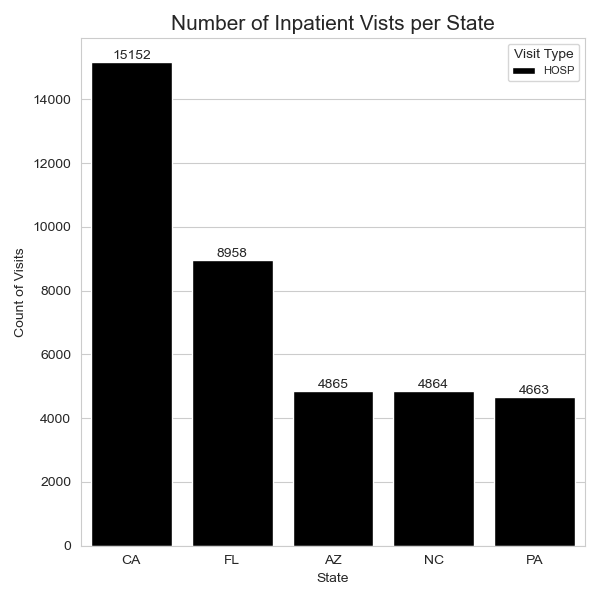 Number of Inpatient Vists per State
Visit Type
HOSP
15152
8958
4865
4864
4663
14000
12000
10000
8000
6000
4000
2000
0
Count of Visits
CA
FL
AZ
NC
PA
State